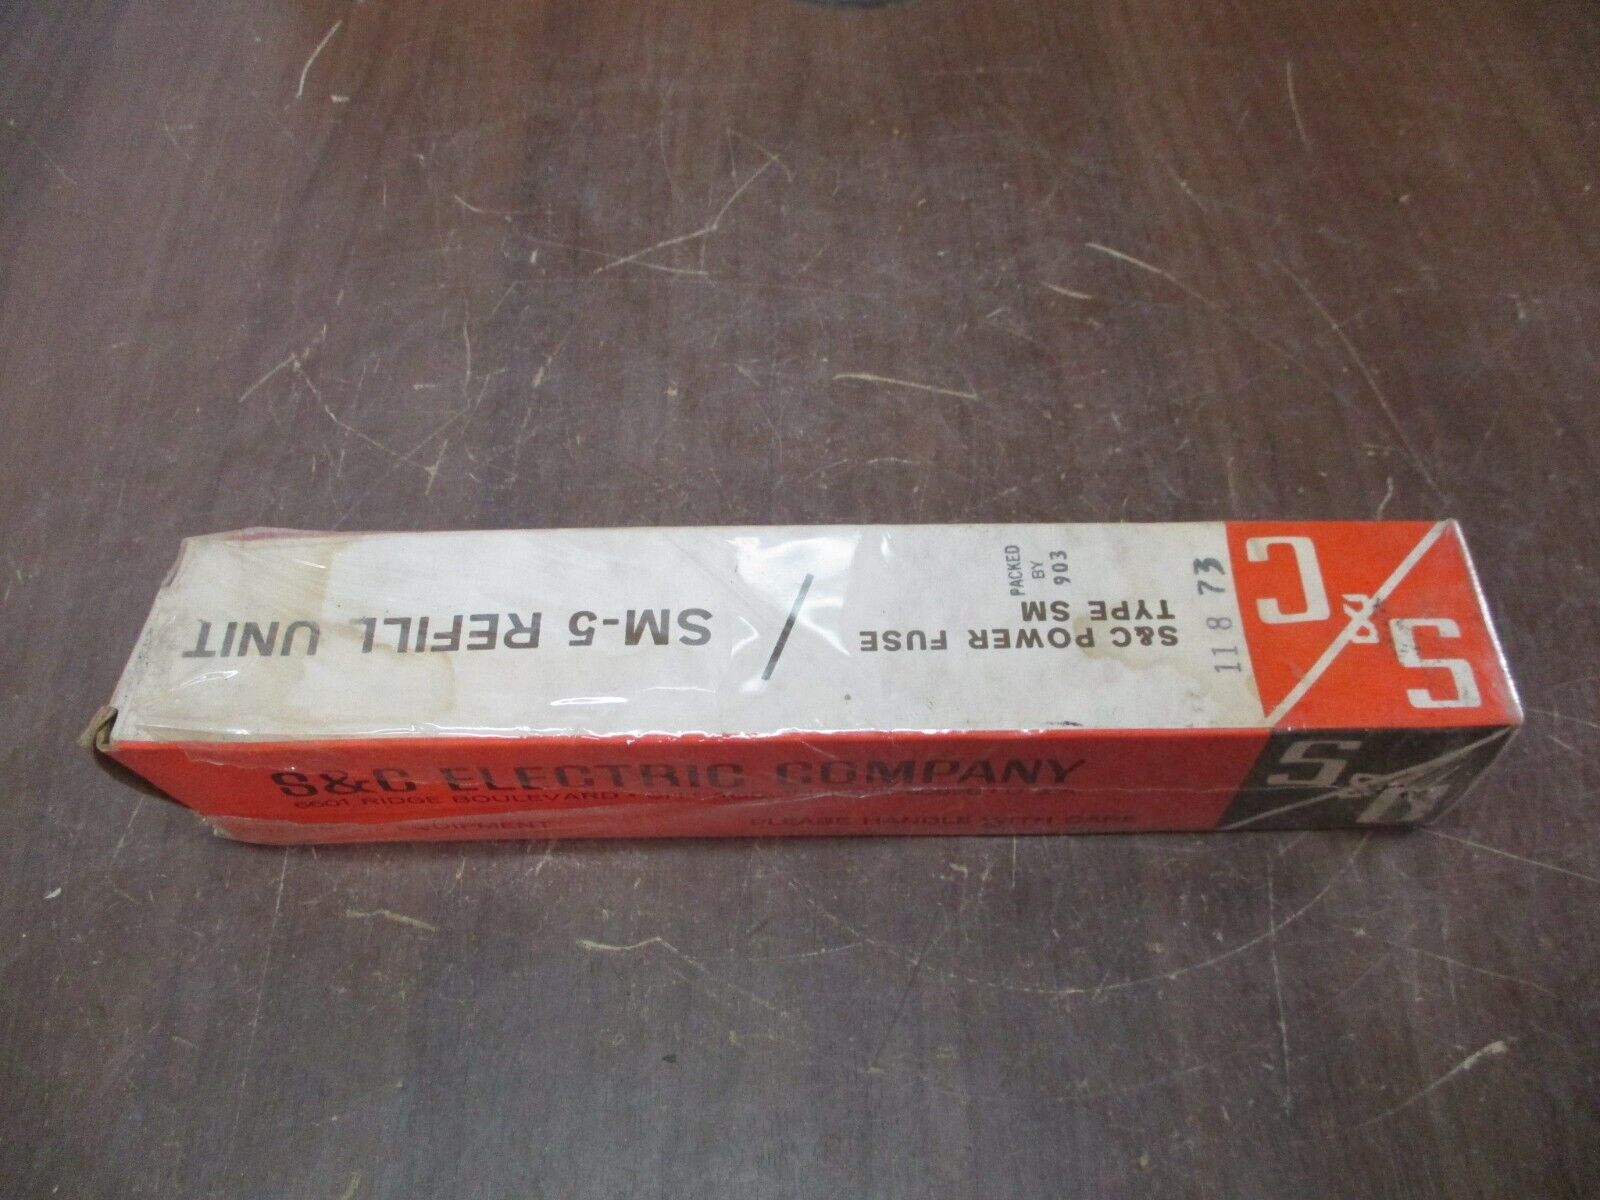 S&C
S&C POWER FUSE
TYPE SM
SM-5 REFILL UNIT
PACKED
BY
903
11 8 73
S&C
S&C ELECTRIC COMPANY
6601 RIDGE BOULEVARD
EQUIPMENT
PLEASE HANDLE WITH CARE